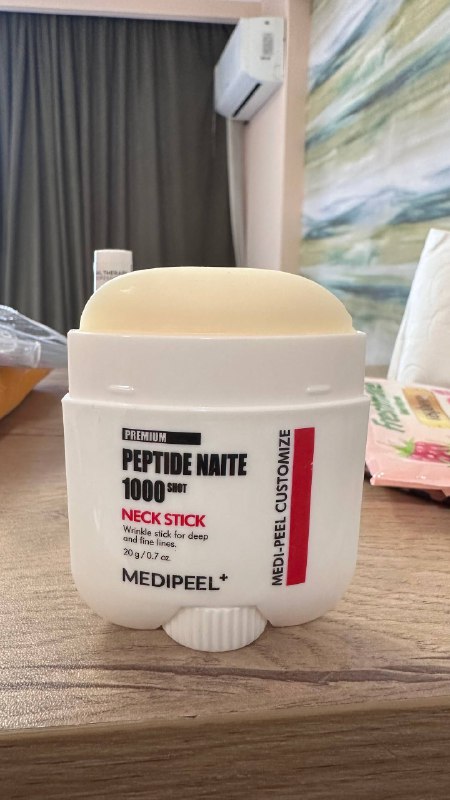 PREMIUM
PEPTIDE NAITE
1000 SHOT
NECK STICK
Wrinkle stick for deep
and fine lines.
20 g / 0.7 oz.
MEDIPEEL+
MEDI-PEEL CUSTOMIZE